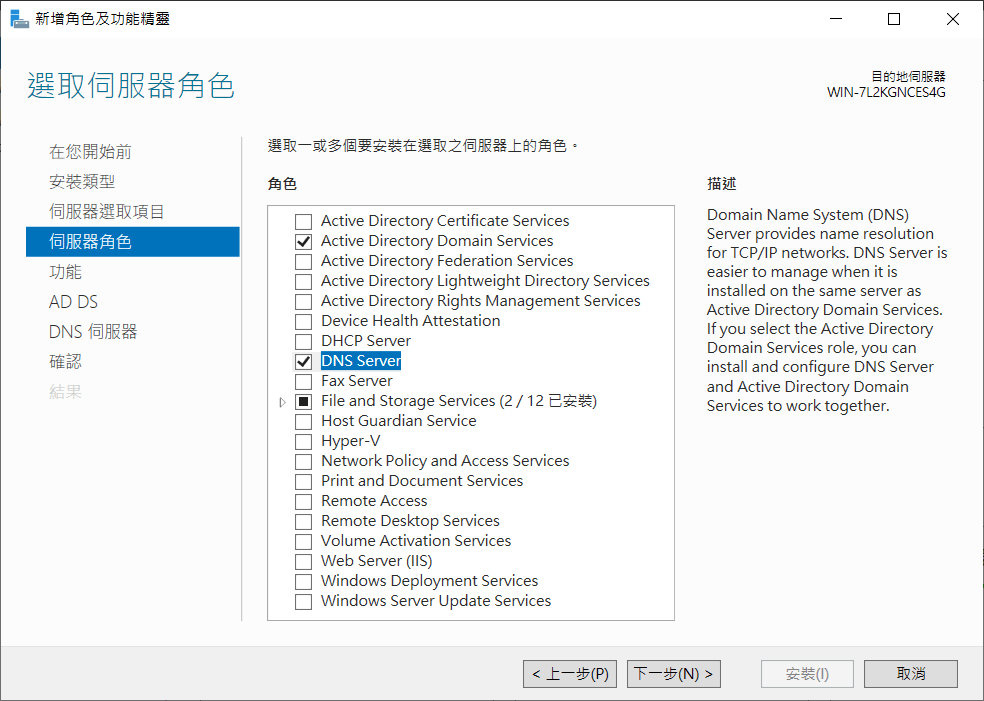 新增角色及功能精靈
選取伺服器角色
目的地伺服器
WIN-7L2KGNCES4G
在您開始前
安裝類型
伺服器選取項目
伺服器角色
功能
AD DS
DNS 伺服器
確認
結果
選取一或多個要安裝在選取之伺服器上的角色。
角色
Active Directory Certificate Services
Active Directory Domain Services
Active Directory Federation Services
Active Directory Lightweight Directory Services
Active Directory Rights Management Services
Device Health Attestation
DHCP Server
DNS Server
Fax Server
File and Storage Services (2 / 12 已安裝)
Host Guardian Service
Hyper-V
Network Policy and Access Services
Print and Document Services
Remote Access
Remote Desktop Services
Volume Activation Services
Web Server (IIS)
Windows Deployment Services
Windows Server Update Services
描述
Domain Name System (DNS)
Server provides name resolution
for TCP/IP networks. DNS Server is
easier to manage when it is
installed on the same server as
Active Directory Domain Services.
If you select the Active Directory
Domain Services role, you can
install and configure DNS Server
and Active Directory Domain
Services to work together.
< 上一步(P)
下一步(N) >
安裝(I)
取消